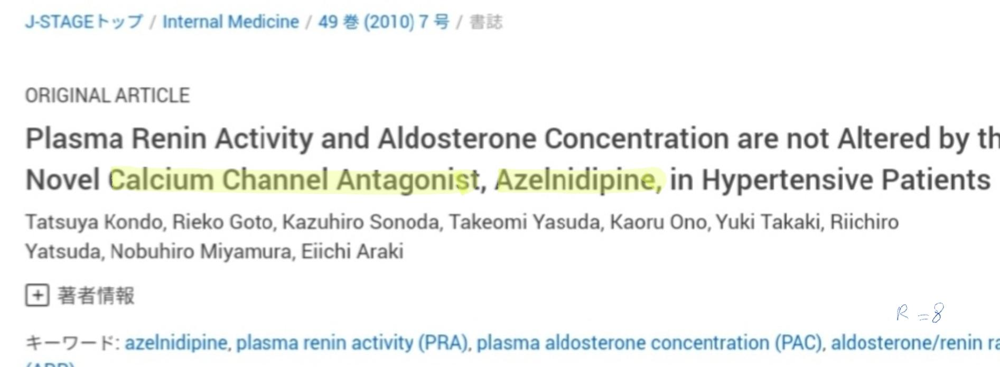 J-STAGEトップ / Internal Medicine / 49 巻 (2010) 7 号 / 書誌
ORIGINAL ARTICLE
Plasma Renin Activity and Aldosterone Concentration are not Altered by th
Novel Calcium Channel Antagonist, Azelnidipine, in Hypertensive Patients
Tatsuya Kondo, Rieko Goto, Kazuhiro Sonoda, Takeomi Yasuda, Kaoru Ono, Yuki Takaki, Riichiro
Yatsuda, Nobuhiro Miyamura, Eiichi Araki
+ 著者情報
R = 8
キーワード: azelnidipine, plasma renin activity (PRA), plasma aldosterone concentration (PAC), aldosterone/renin ra